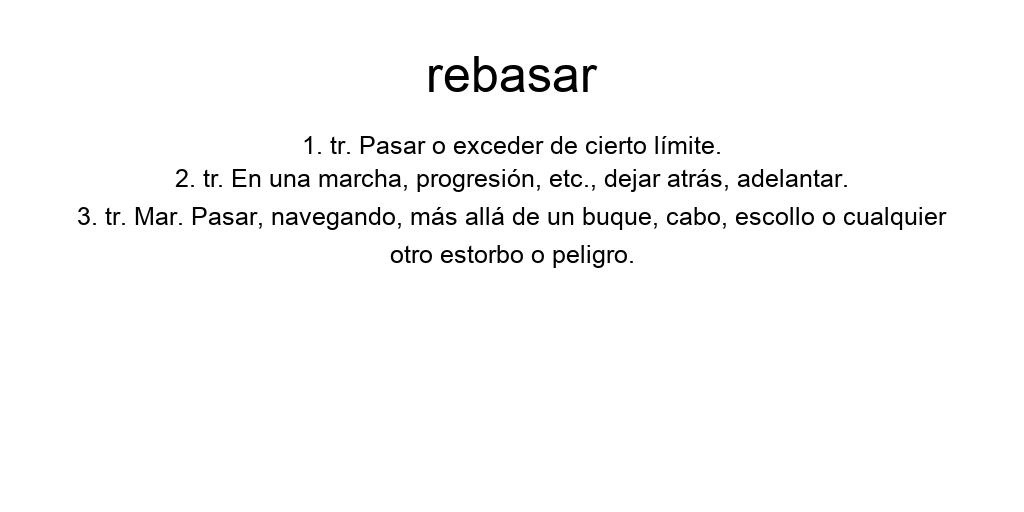 rebasar
1. tr. Pasar o exceder de cierto límite.
2. tr. En una marcha, progresión, etc., dejar atrás, adelantar.
3. tr. Mar. Pasar, navegando, más allá de un buque, cabo, escollo o cualquier
otro estorbo o peligro.